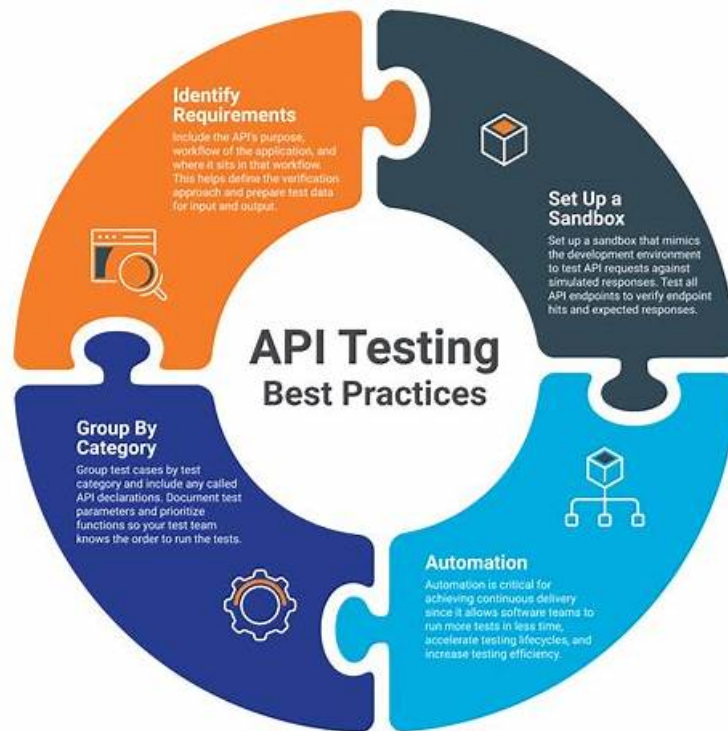 Identify
Requirements
Include the API's purpose,
workflow of the application, and
where it sits in that workflow.
This helps define the verification
approach and prepare test data
for input and output.
Set Up a
Sandbox
Set up a sandbox that mimics
the development environment
to test API requests against
simulated responses. Test all
API endpoints to verify endpoint
hits and expected responses.
API Testing
Best Practices
Group By
Category
Group test cases by test
category and include any called
API declarations. Document test
parameters and prioritize
functions so your test team
knows the order to run the tests.
Automation
Automation is critical for
achieving continuous delivery
since it allows software teams to
run more tests in less time,
accelerate testing lifecycles, and
increase testing efficiency.